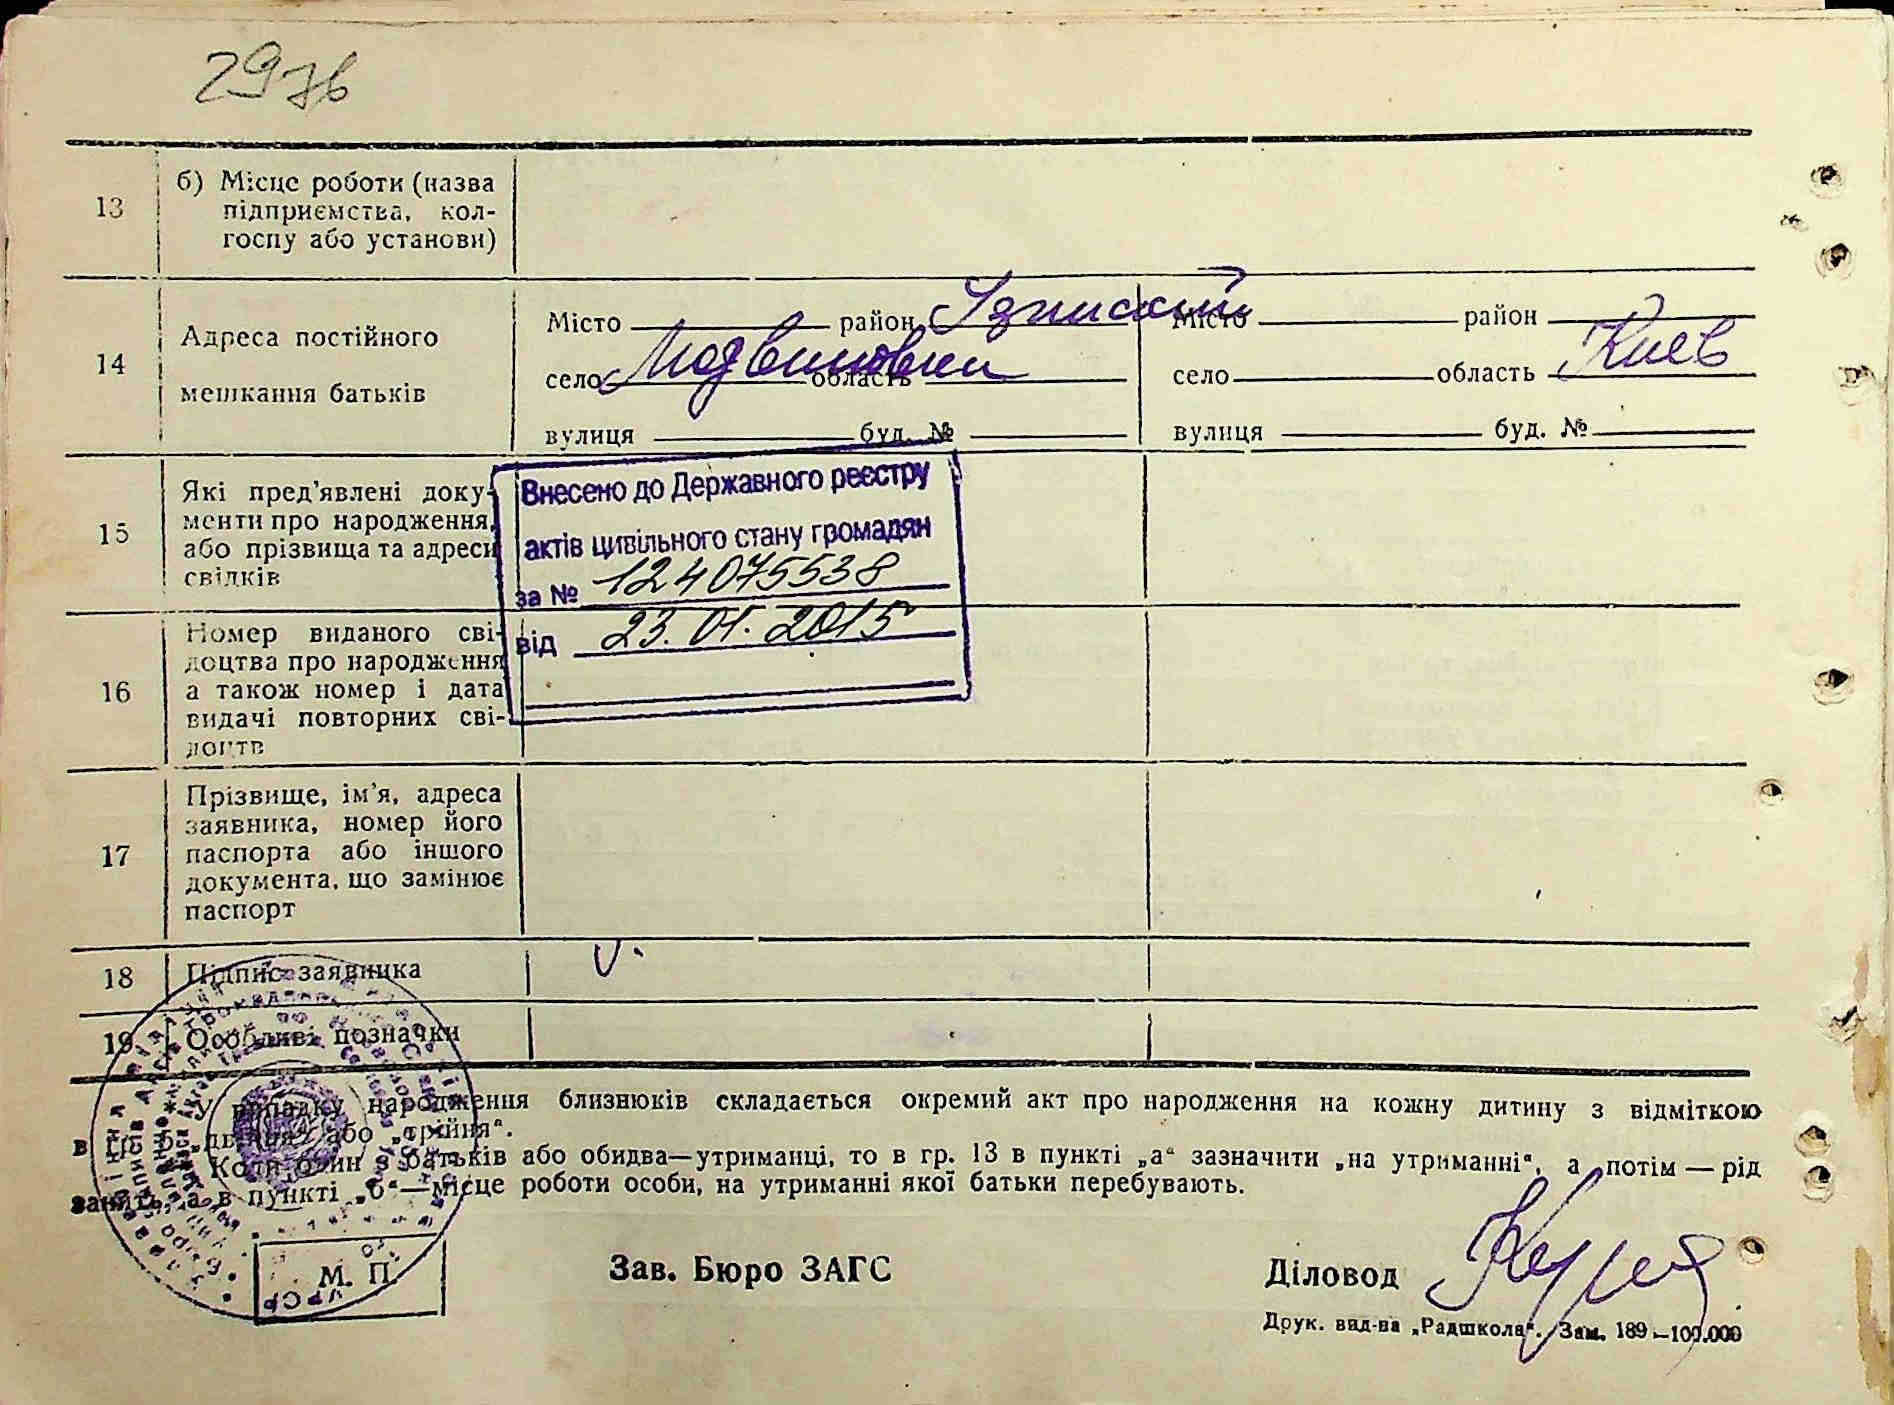 297б
13
б) Місце роботи (назва
підприємства, кол-
госпу або установи)
14
Адреса постійного
мешкання батьків
Місто район
село Медвиновки область
вулиця буд. №
Місто район
село область Киев
вулиця буд. №
15
Які пред'явлені доку-
менти про народження,
або прізвища та адреси
свідків
Внесено до Державного реєстру
актів цивільного стану громадян
за № 124075538
від 23.01.2015
16
Номер виданого сві-
доцтва про народження
а також номер і дата
видачі повторних сві-
доцтв
17
Прізвище, ім'я, адреса
заявника, номер його
паспорта або іншого
документа, що замінює
паспорт
18
Підпис заявника
19
Особливі позначки
У випадку народження близнюків складається окремий акт про народження на кожну дитину з відміткою
в гр. 5 „двійня“ або „трійня“.
Коли один з батьків або обидва—утриманці, то в гр. 13 в пункті „а“ зазначити „на утриманні“, а потім — рід
занять, а в пункті „б“—місце роботи особи, на утриманні якої батьки перебувають.
М. П.
УРСР
Зав. Бюро ЗАГС
Діловод
Друк. вид-ва „Радшкола“. Зам. 189 —100.000